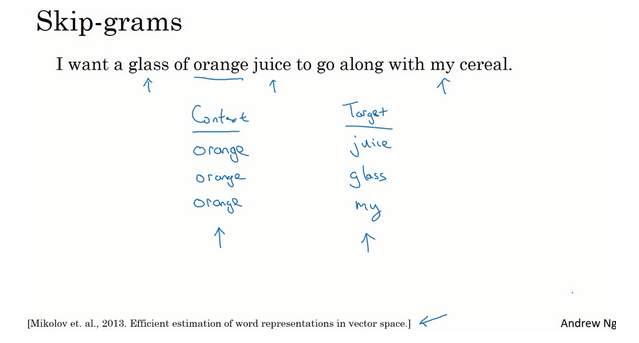 Skip-grams
I want a glass of orange juice to go along with my cereal.
Context Target
orange juice
orange glass
orange my
[Mikolov et. al., 2013. Efficient estimation of word representations in vector space.]
Andrew Ng